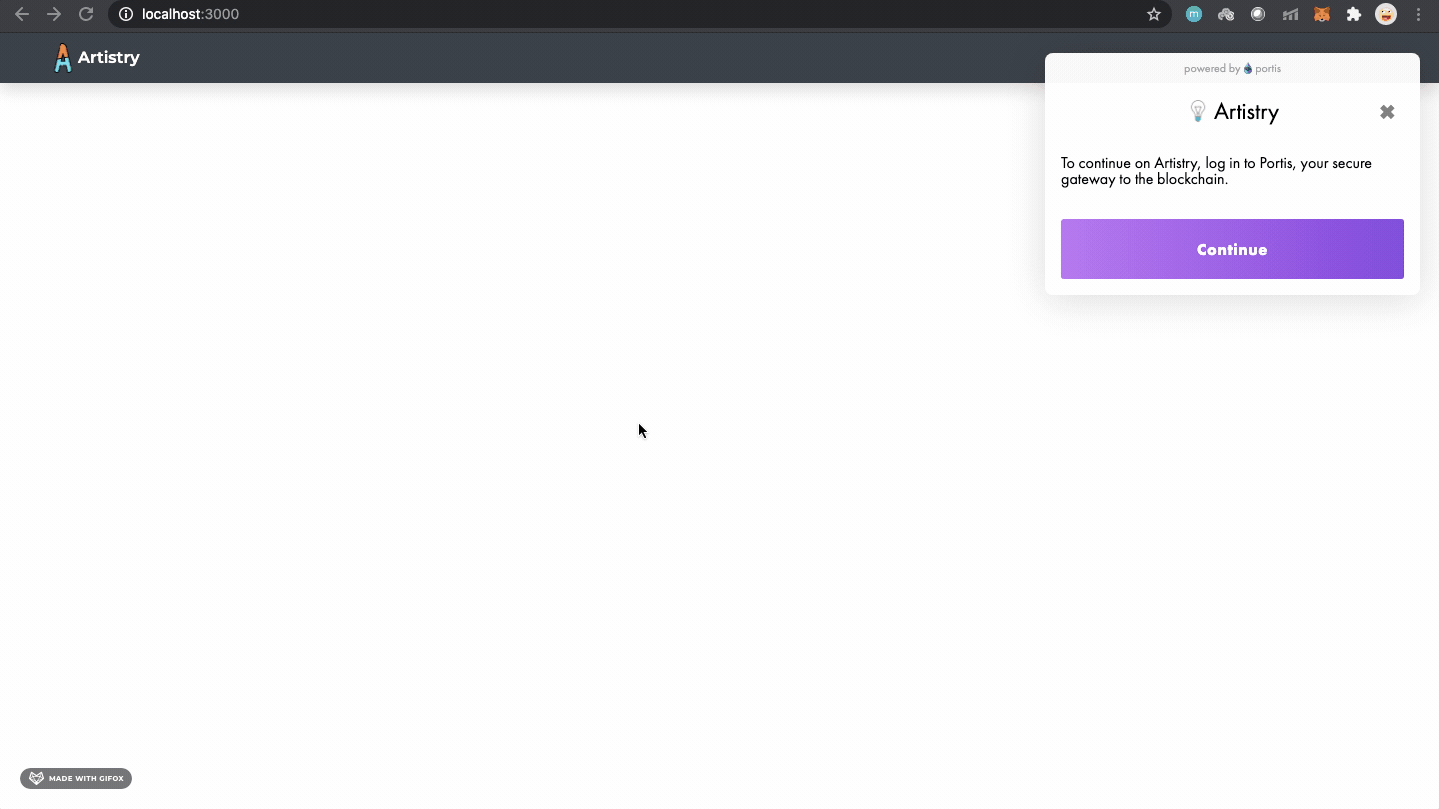 localhost:3000
m
Artistry
powered by portis
Artistry
To continue on Artistry, log in to Portis, your secure
gateway to the blockchain.
Continue
MADE WITH GIFOX